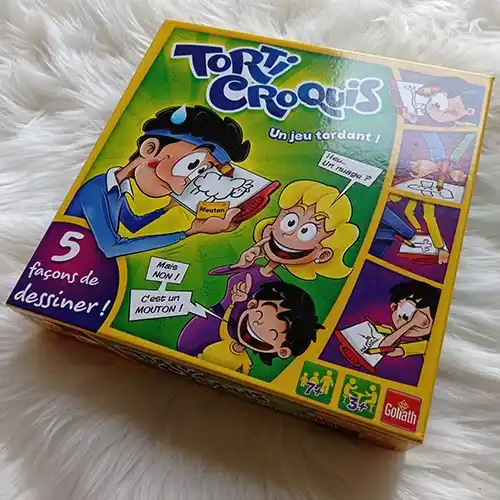 TORTI
CROQUIS
Un jeu tordant !
Heu...
Un nuage ?
Mouton
Mais
NON !
C'est un
MOUTON !
5
façons de
dessiner !
7+
3+
Goliath